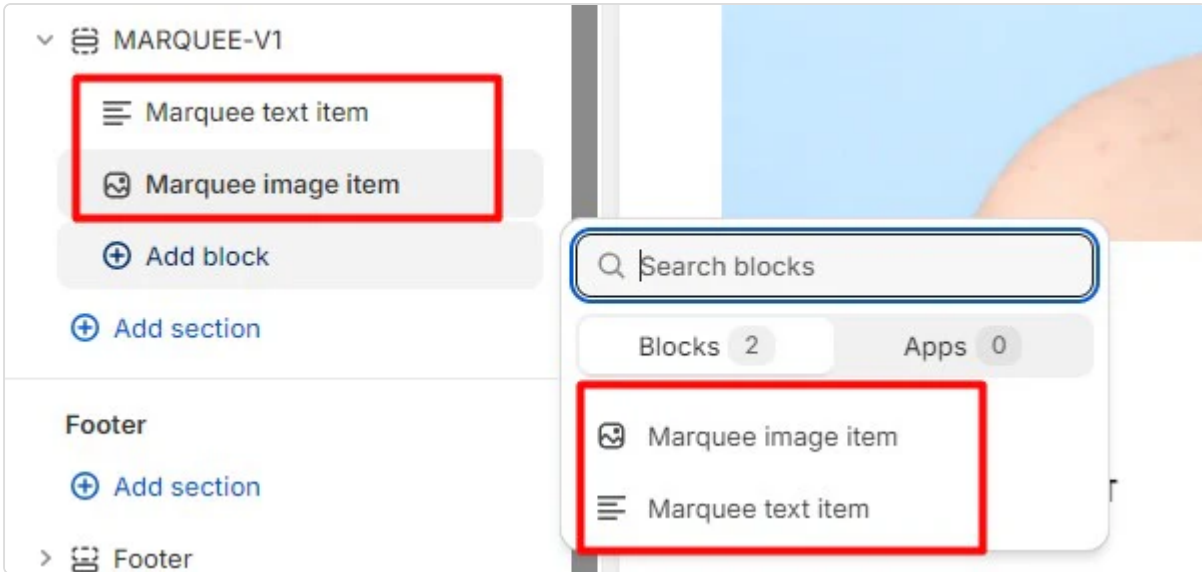 MARQUEE-V1
Marquee text item
Marquee image item
Add block
Add section
Footer
Add section
Footer
Search blocks
Blocks 2
Apps 0
Marquee image item
Marquee text item